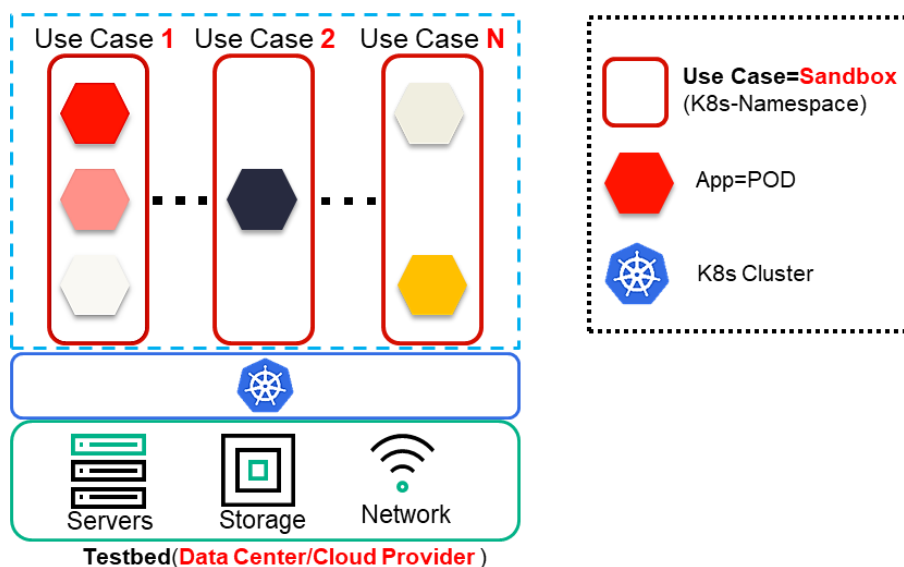 Use Case 1
Use Case 2
Use Case N
Servers
Storage
Network
Testbed(Data Center/Cloud Provider )
Use Case=Sandbox
(K8s-Namespace)
App=POD
K8s Cluster